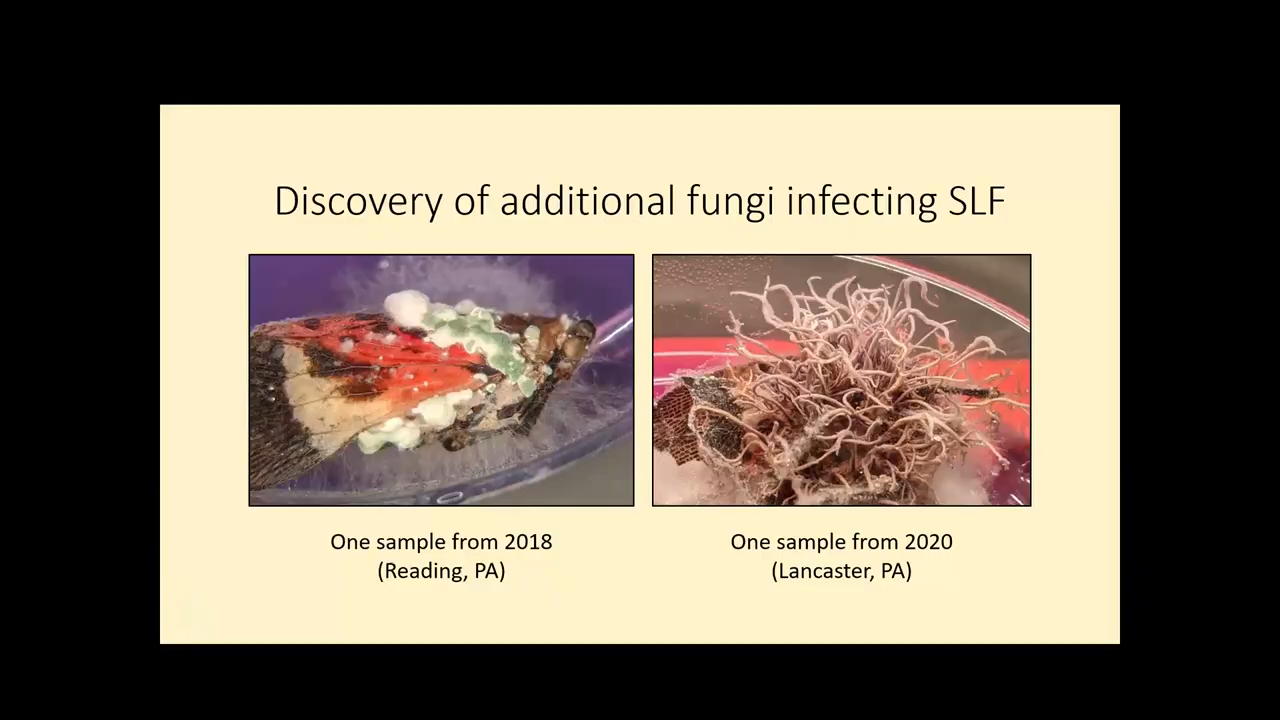 Discovery of additional fungi infecting SLF
One sample from 2018
(Reading, PA)
One sample from 2020
(Lancaster, PA)